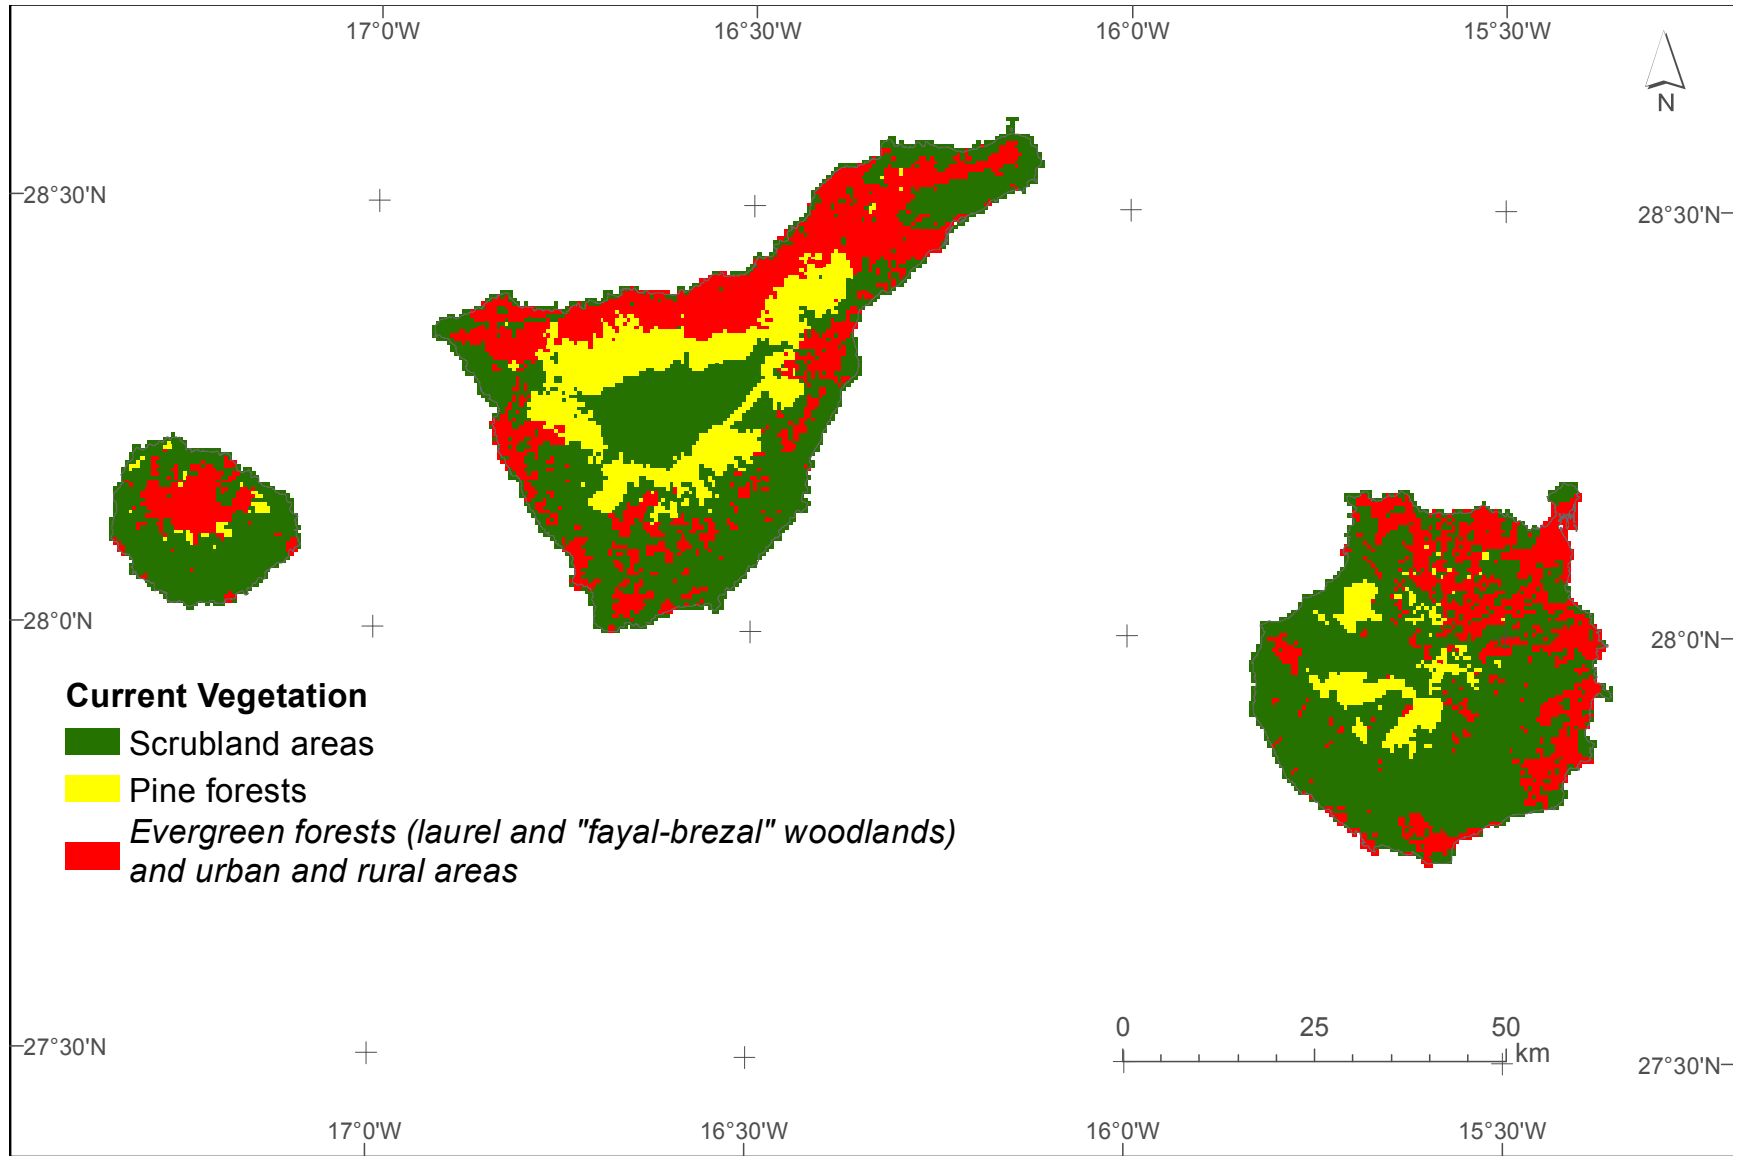 17°0'W 16°30'W 16°0'W 15°30'W
N
28°30'N 28°30'N
28°0'N 28°0'N
Current Vegetation
Scrubland areas
Pine forests
Evergreen forests (laurel and "fayal-brezal" woodlands)
and urban and rural areas
0 25 50
km
27°30'N 27°30'N
17°0'W 16°30'W 16°0'W 15°30'W